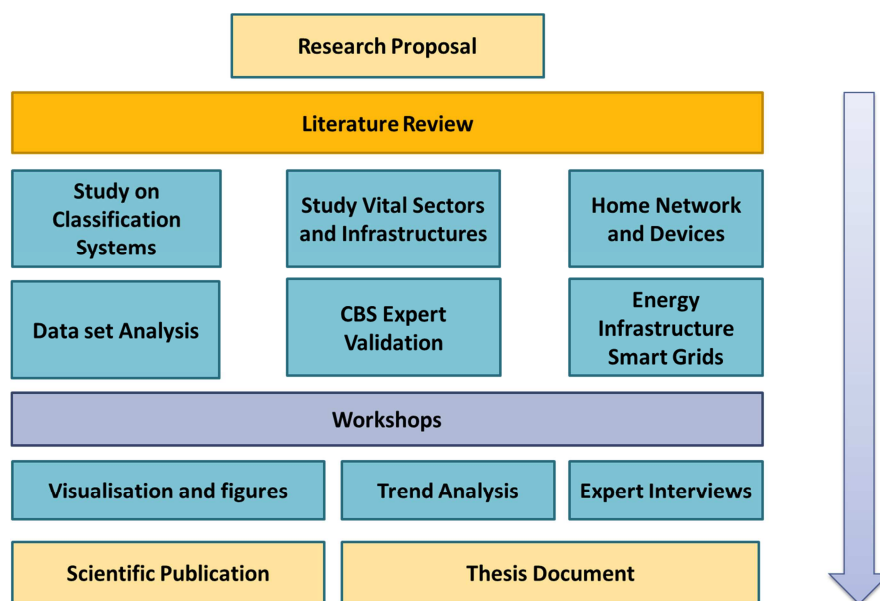 Research Proposal
Literature Review
Study on
Classification
Systems
Study Vital Sectors
and Infrastructures
Home Network
and Devices
Data set Analysis
CBS Expert
Validation
Energy
Infrastructure
Smart Grids
Workshops
Visualisation and figures
Trend Analysis
Expert Interviews
Scientific Publication
Thesis Document